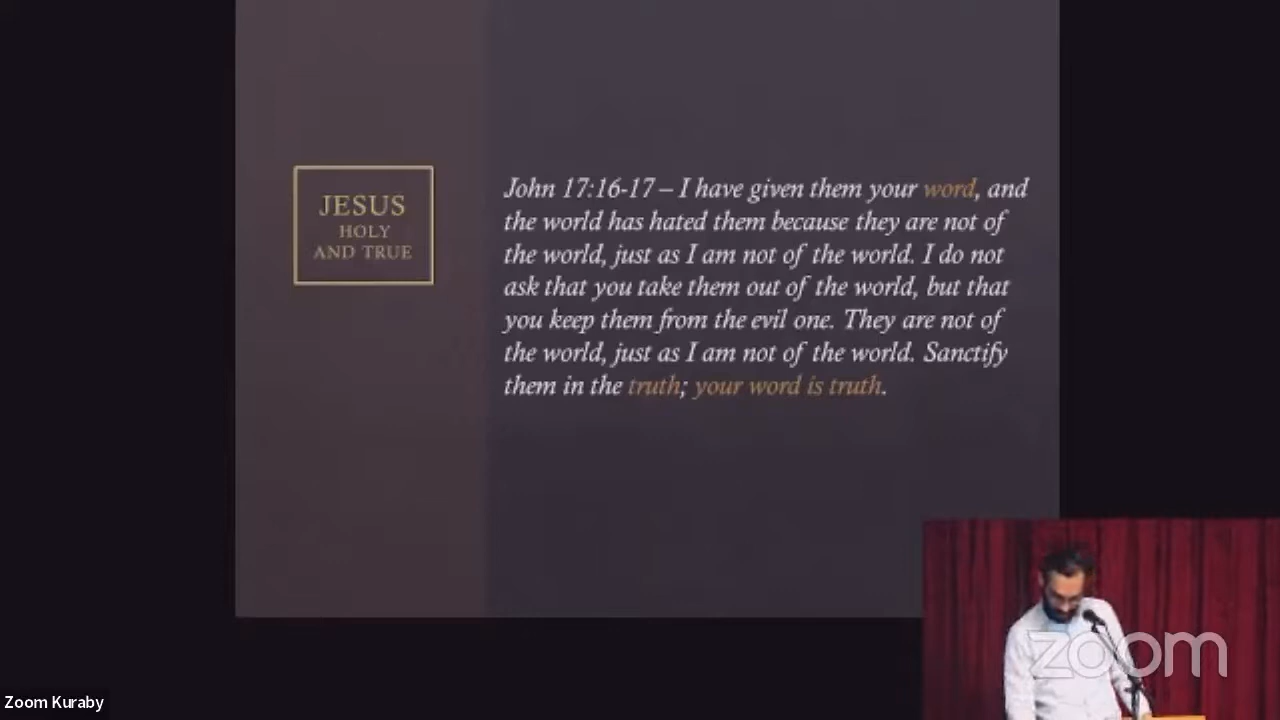 JESUS
HOLY
AND TRUE
John 17:16-17 – I have given them your word, and
the world has hated them because they are not of
the world, just as I am not of the world. I do not
ask that you take them out of the world, but that
you keep them from the evil one. They are not of
the world, just as I am not of the world. Sanctify
them in the truth; your word is truth.
zoom
Zoom Kuraby